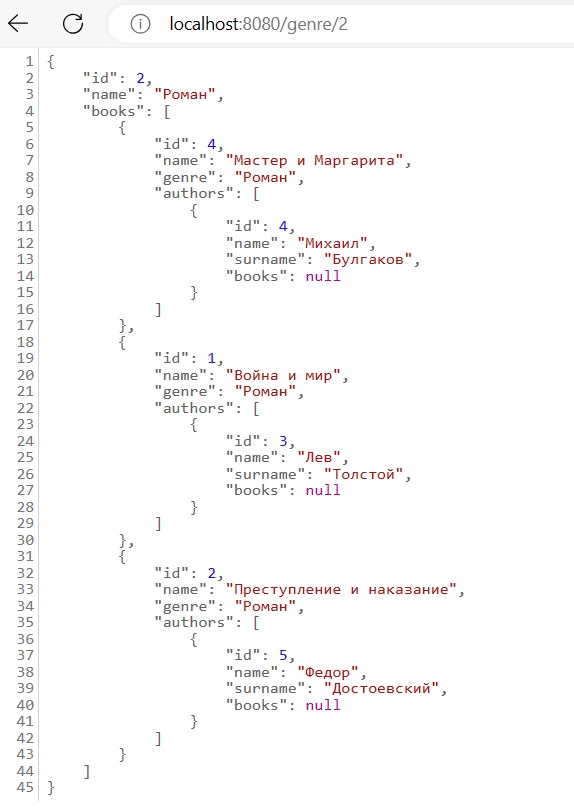 localhost:8080/genre/2
1 {
2     "id": 2,
3     "name": "Роман",
4     "books": [
5         {
6             "id": 4,
7             "name": "Мастер и Маргарита",
8             "genre": "Роман",
9             "authors": [
10                 {
11                     "id": 4,
12                     "name": "Михаил",
13                     "surname": "Булгаков",
14                     "books": null
15                 }
16             ]
17         },
18         {
19             "id": 1,
20             "name": "Война и мир",
21             "genre": "Роман",
22             "authors": [
23                 {
24                     "id": 3,
25                     "name": "Лев",
26                     "surname": "Толстой",
27                     "books": null
28                 }
29             ]
30         },
31         {
32             "id": 2,
33             "name": "Преступление и наказание",
34             "genre": "Роман",
35             "authors": [
36                 {
37                     "id": 5,
38                     "name": "Федор",
39                     "surname": "Достоевский",
40                     "books": null
41                 }
42             ]
43         }
44     ]
45 }